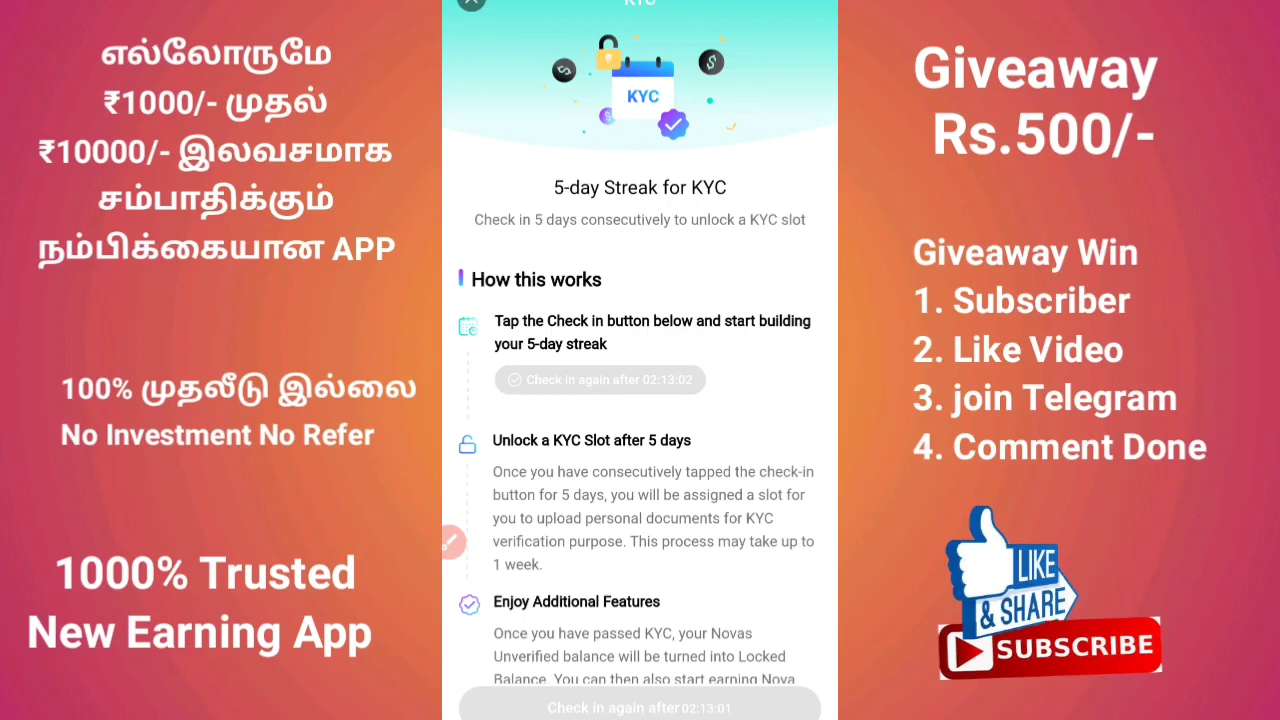 எல்லோருமே
₹1000/- முதல்
₹10000/- இலவசமாக
சம்பாதிக்கும்
நம்பிக்கையான APP
100% முதலீடு இல்லை
No Investment No Refer
1000% Trusted
New Earning App
KYC
KYC
5-day Streak for KYC
Check in 5 days consecutively to unlock a KYC slot
How this works
Tap the Check in button below and start building
your 5-day streak
Check in again after 02:13:02
Unlock a KYC Slot after 5 days
Once you have consecutively tapped the check-in
button for 5 days, you will be assigned a slot for
you to upload personal documents for KYC
verification purpose. This process may take up to
1 week.
Enjoy Additional Features
Once you have passed KYC, your Novas
Unverified balance will be turned into Locked
Balance. You can then also start earning Nova
Check in again after 02:13:01
Giveaway
Rs.500/-
Giveaway Win
1. Subscriber
2. Like Video
3. join Telegram
4. Comment Done
LIKE
& SHARE
SUBSCRIBE